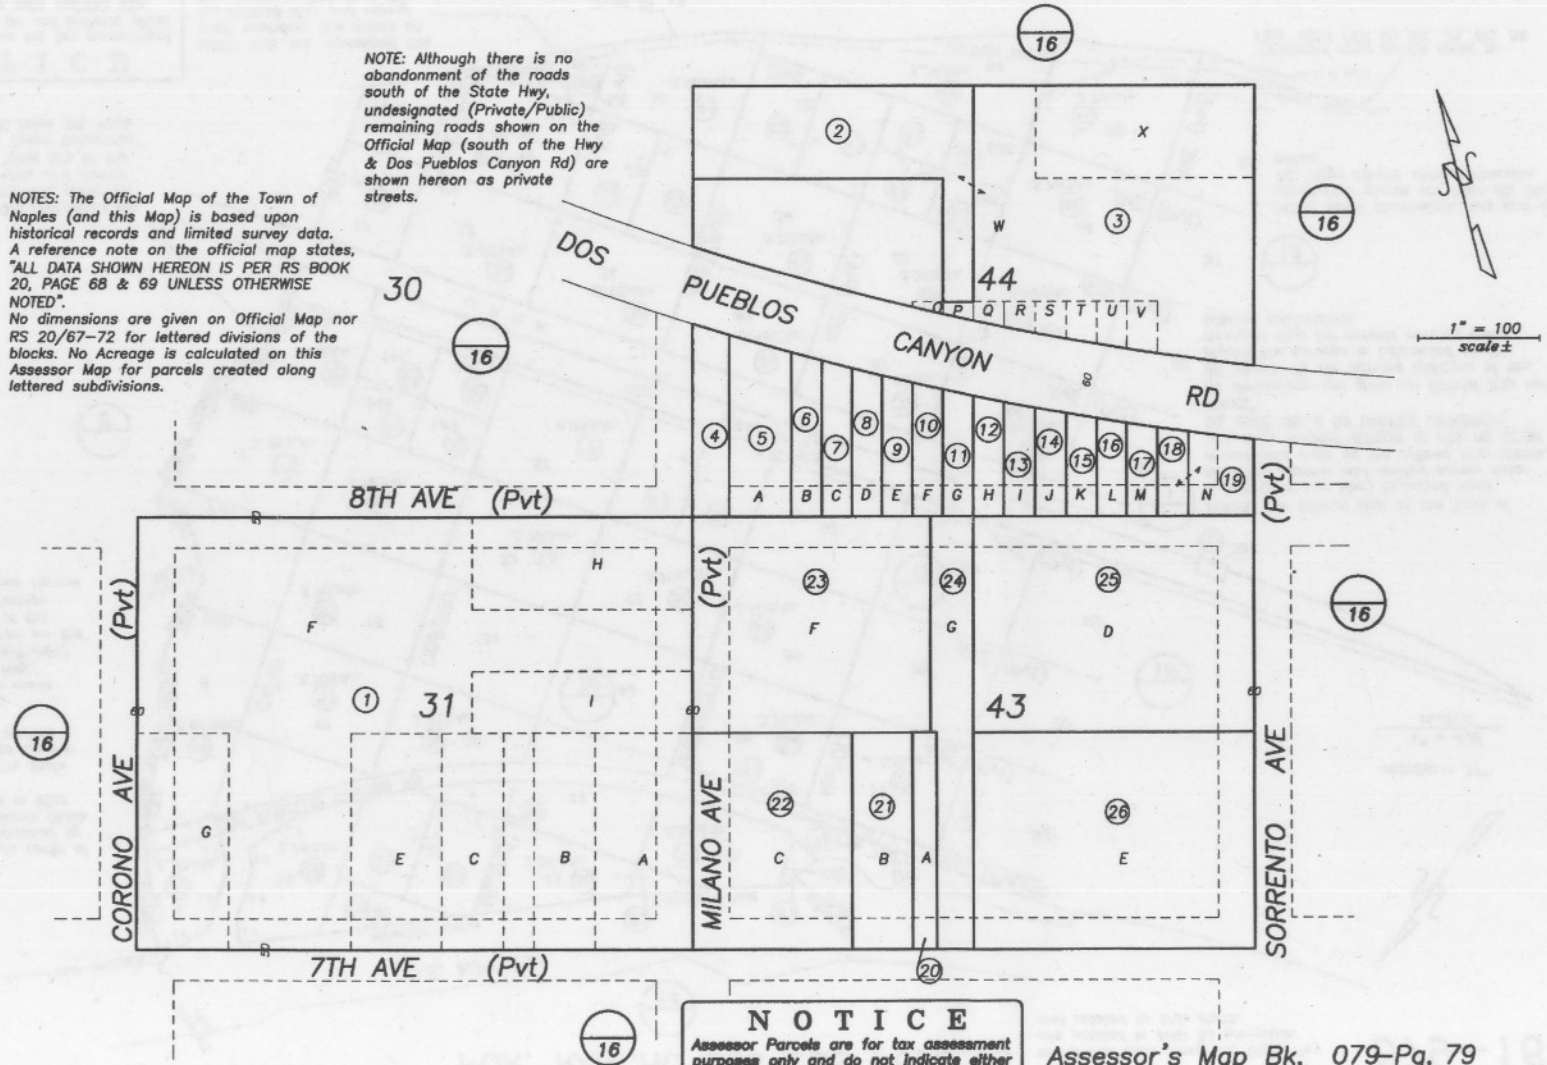 16
NOTE: Although there is no
abandonment of the roads
south of the State Hwy,
undesignated (Private/Public)
remaining roads shown on the
Official Map (south of the Hwy
& Dos Pueblos Canyon Rd) are
shown hereon as private
streets.
NOTES: The Official Map of the Town of
Naples (and this Map) is based upon
historical records and limited survey data.
A reference note on the official map states,
"ALL DATA SHOWN HEREON IS PER RS BOOK
20, PAGE 68 & 69 UNLESS OTHERWISE
NOTED".
No dimensions are given on Official Map nor
RS 20/67-72 for lettered divisions of the
blocks. No Acreage is calculated on this
Assessor Map for parcels created along
lettered subdivisions.
2
X
16
W
3
N
44
30
16
DOS PUEBLOS CANYON RD
60
O P Q R S T U V
1" = 100
scale±
4 5 6 7 8 9 10 11 12 13 14 15 16 17 18 19
A B C D E F G H I J K L M N
8TH AVE (Pvt)
50
(Pvt)
(Pvt)
(Pvt)
H
23
24
25
F
F
G
D
16
1
31
I
43
60
60
60
16
CORONO AVE
MILANO AVE
SORRENTO AVE
22
21
26
G
E
C
B
A
C
B
A
E
7TH AVE (Pvt)
50
20
16
NOTICE
Assessor Parcels are for tax assessment
purposes only and do not indicate either
Assessor's Map Bk. 079-Pg. 79